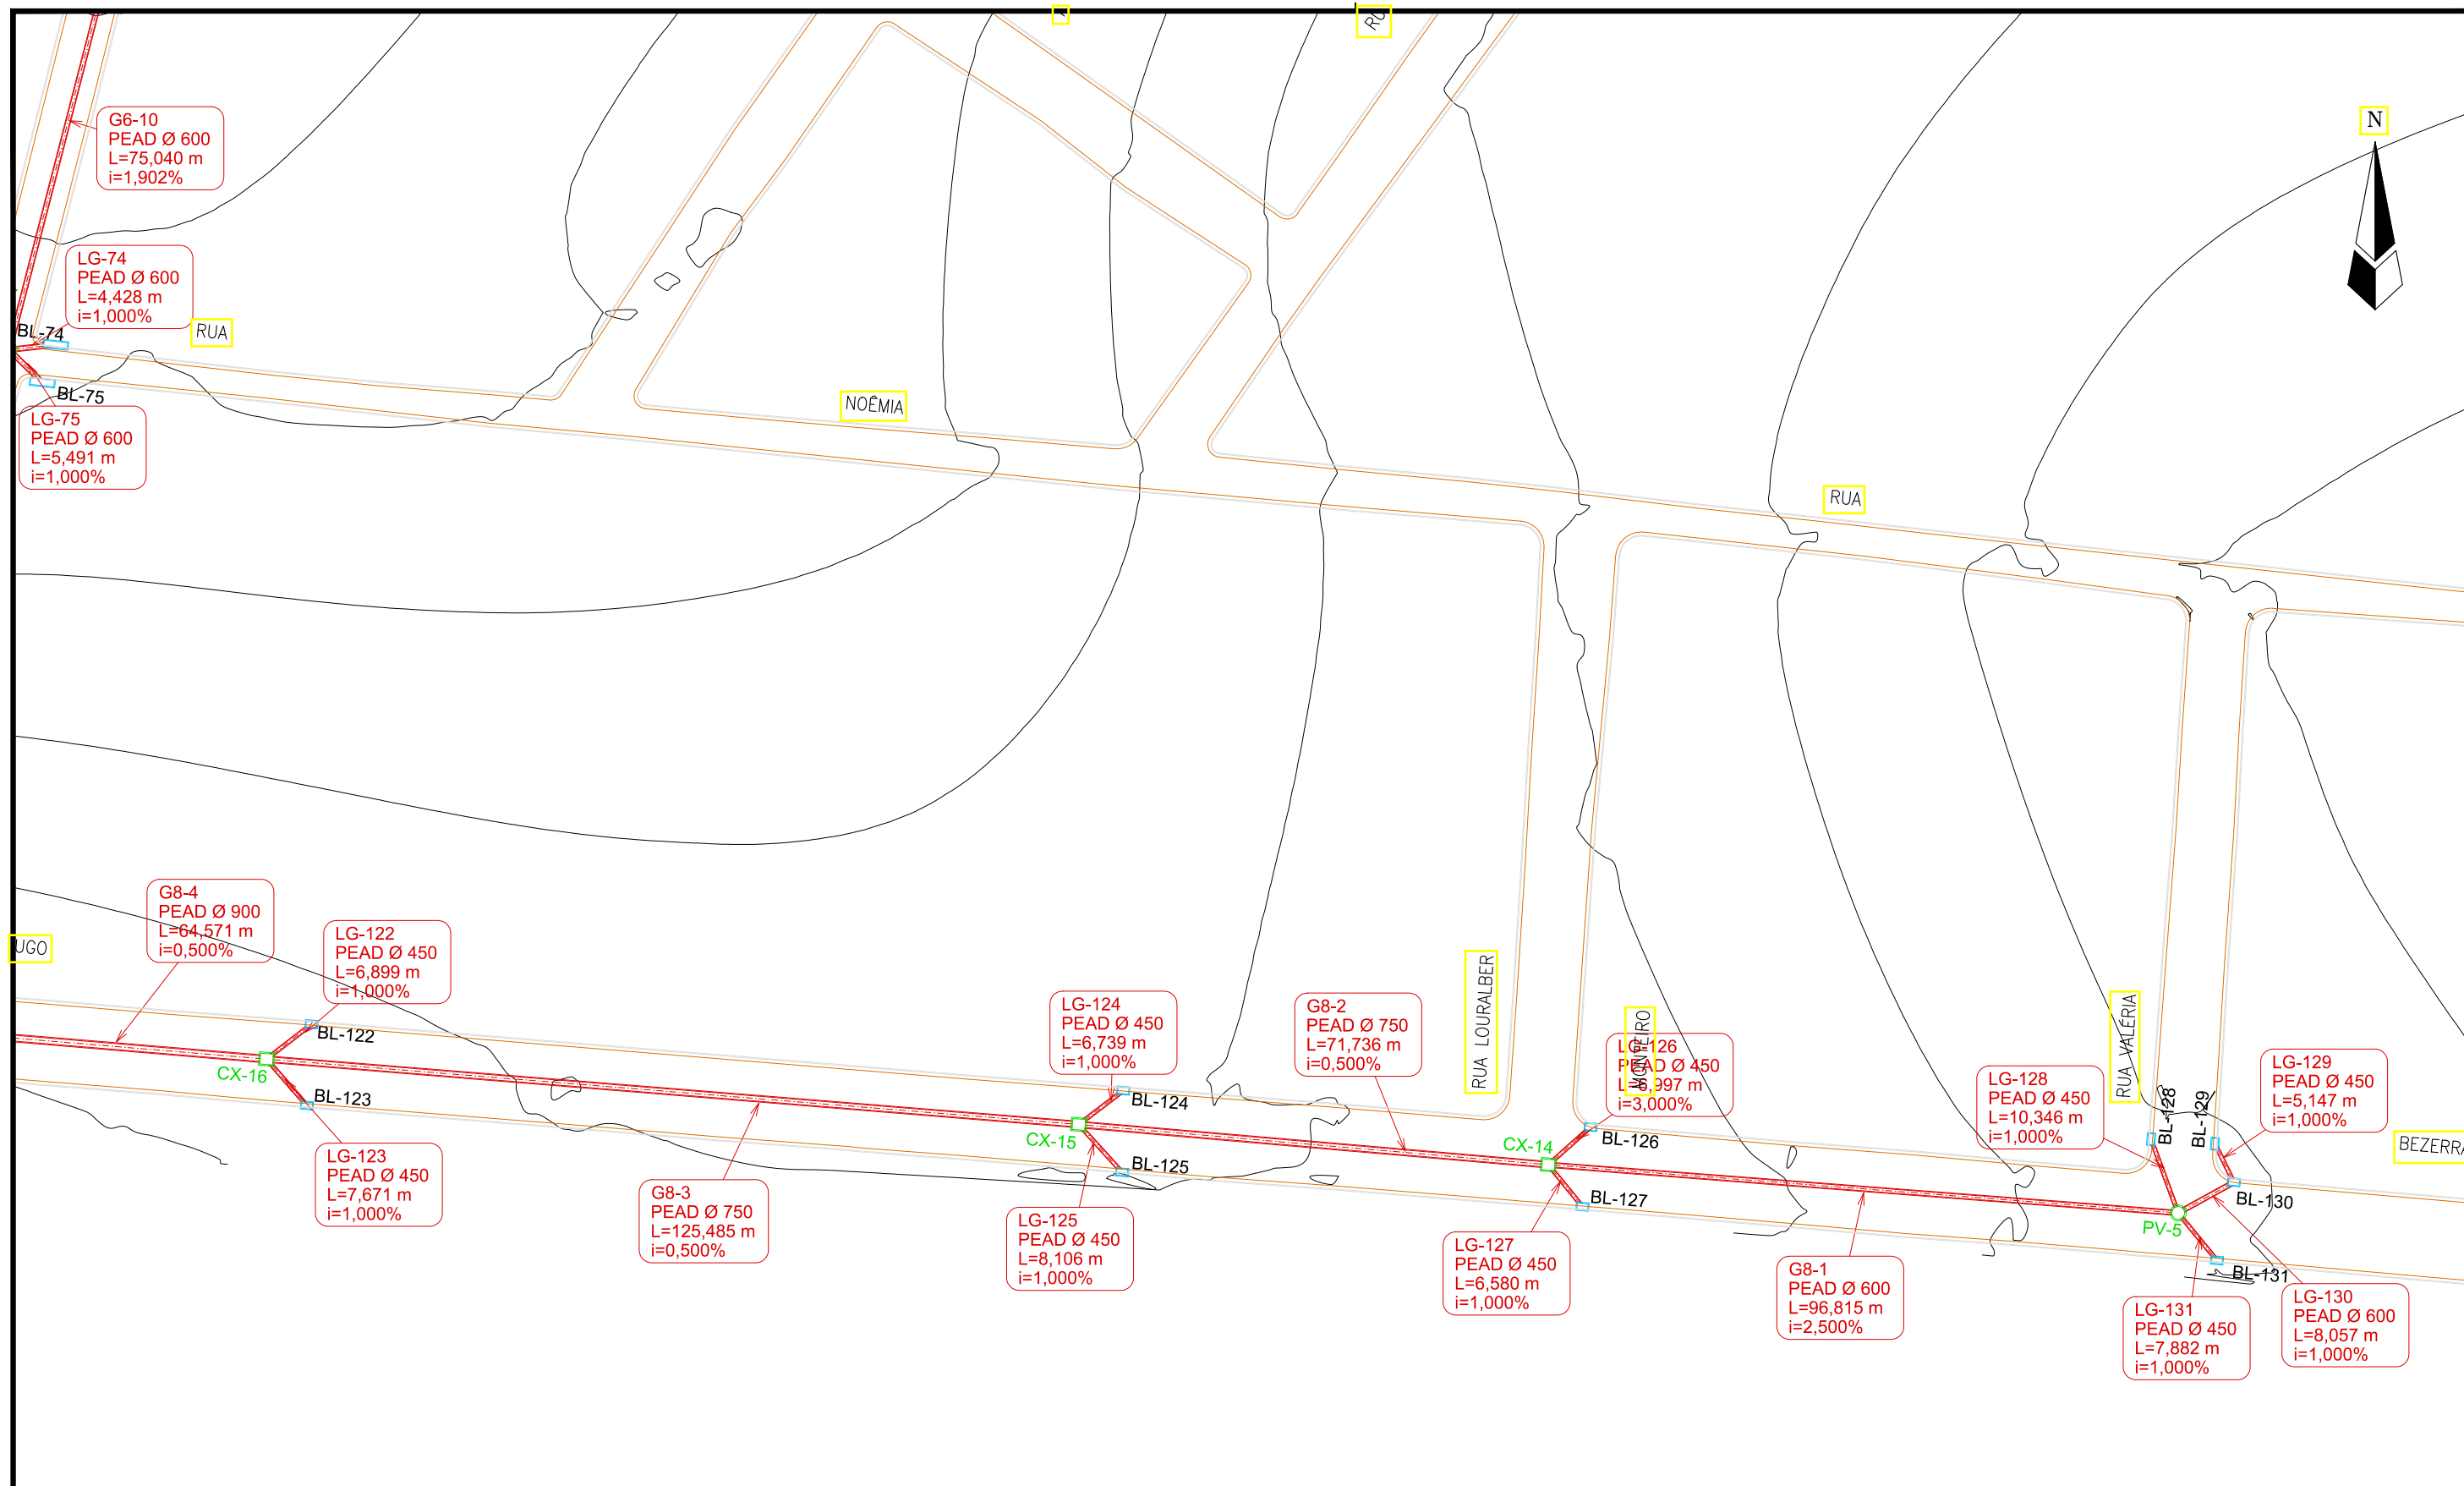 RU
N
G6-10
PEAD Ø 600
L=75,040 m
i=1,902%
LG-74
PEAD Ø 600
L=4,428 m
i=1,000%
BL-74
RUA
BL-75
NOÊMIA
LG-75
PEAD Ø 600
L=5,491 m
i=1,000%
RUA
G8-4
PEAD Ø 900
L=64,571 m
i=0,500%
UGO
LG-122
PEAD Ø 450
L=6,899 m
i=1,000%
BL-122
CX-16
BL-123
LG-123
PEAD Ø 450
L=7,671 m
i=1,000%
G8-3
PEAD Ø 750
L=125,485 m
i=0,500%
LG-124
PEAD Ø 450
L=6,739 m
i=1,000%
BL-124
CX-15
BL-125
LG-125
PEAD Ø 450
L=8,106 m
i=1,000%
G8-2
PEAD Ø 750
L=71,736 m
i=0,500%
RUA LOURALBER
MONTEIRO
LG-126
PEAD Ø 450
L=6,997 m
i=3,000%
CX-14
BL-126
BL-127
LG-127
PEAD Ø 450
L=6,580 m
i=1,000%
G8-1
PEAD Ø 600
L=96,815 m
i=2,500%
RUA VALÉRIA
LG-128
PEAD Ø 450
L=10,346 m
i=1,000%
BL-128
BL-129
LG-129
PEAD Ø 450
L=5,147 m
i=1,000%
BEZERRA
BL-130
PV-5
BL-131
LG-131
PEAD Ø 450
L=7,882 m
i=1,000%
LG-130
PEAD Ø 600
L=8,057 m
i=1,000%